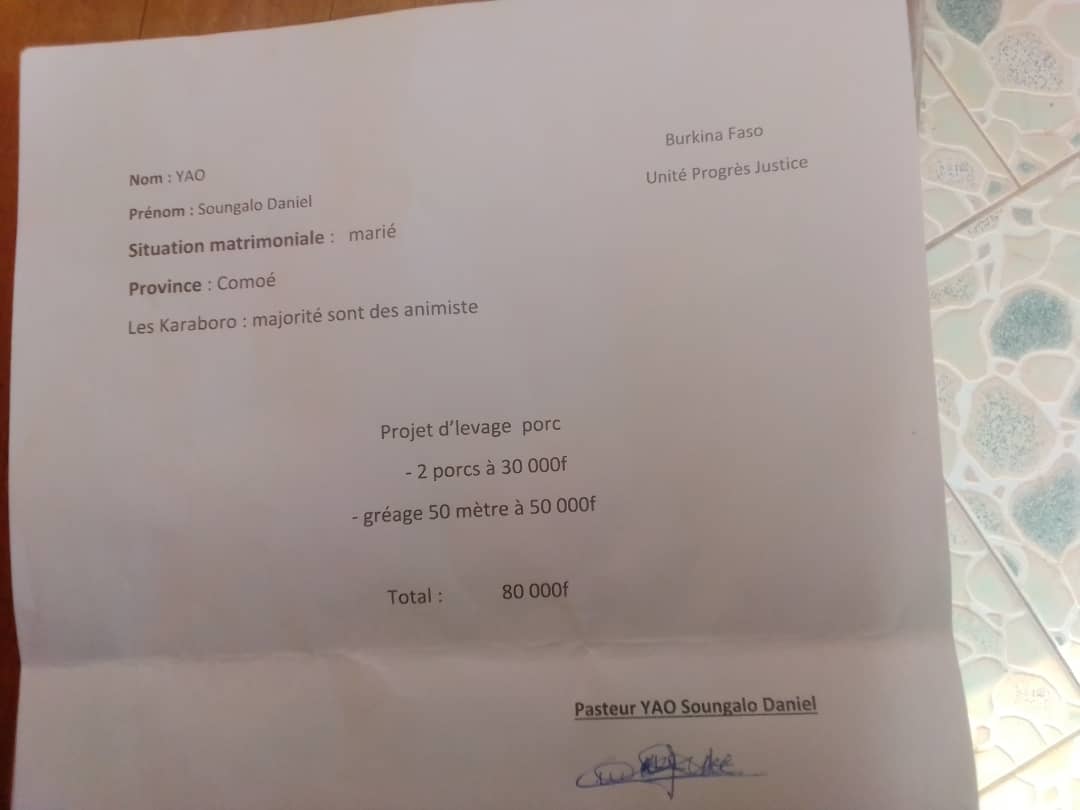 Burkina Faso
Unité Progrès Justice
Nom : YAO
Prénom : Soungalo Daniel
Situation matrimoniale : marié
Province : Comoé
Les Karaboro : majorité sont des animiste
Projet d’levage porc
- 2 porcs à 30 000f
- gréage 50 mètre à 50 000f
Total : 80 000f
Pasteur YAO Soungalo Daniel